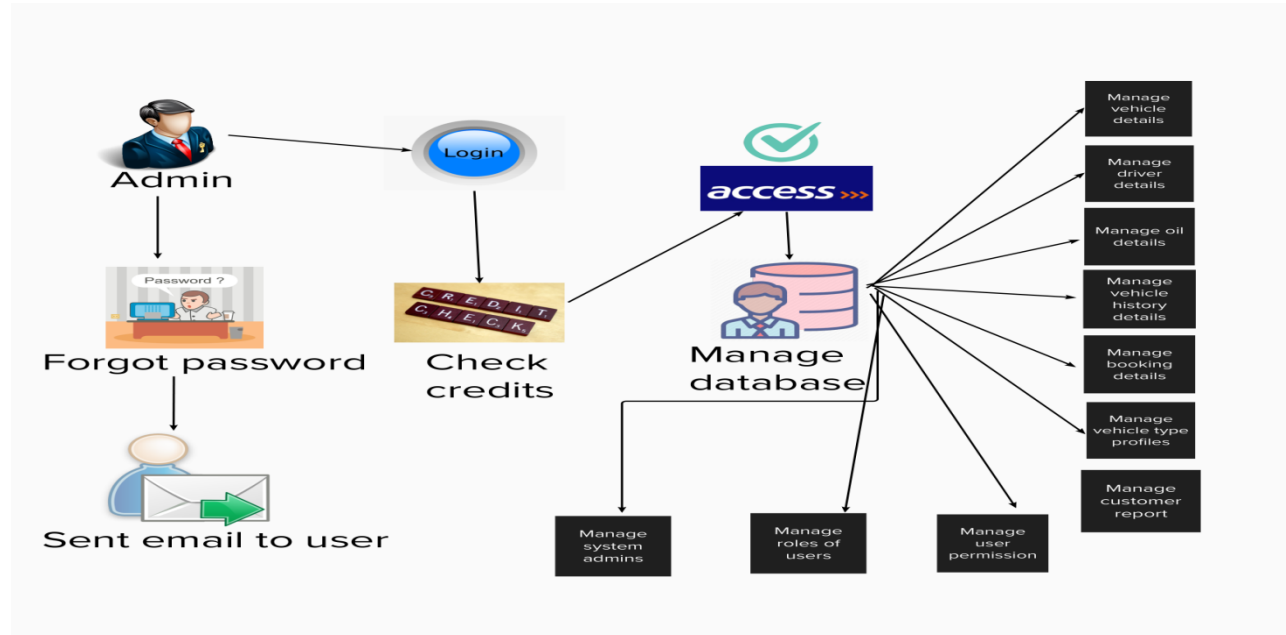 Admin
Login
access >>>
Password ?
Forgot password
CREDIT
CHECK
Check
credits
Manage
database
Sent email to user
Manage
vehicle
details
Manage
driver
details
Manage oil
details
Manage
vehicle
history
details
Manage
booking
details
Manage
vehicle type
profiles
Manage
customer
report
Manage
system
admins
Manage
roles of
users
Manage
user
permission